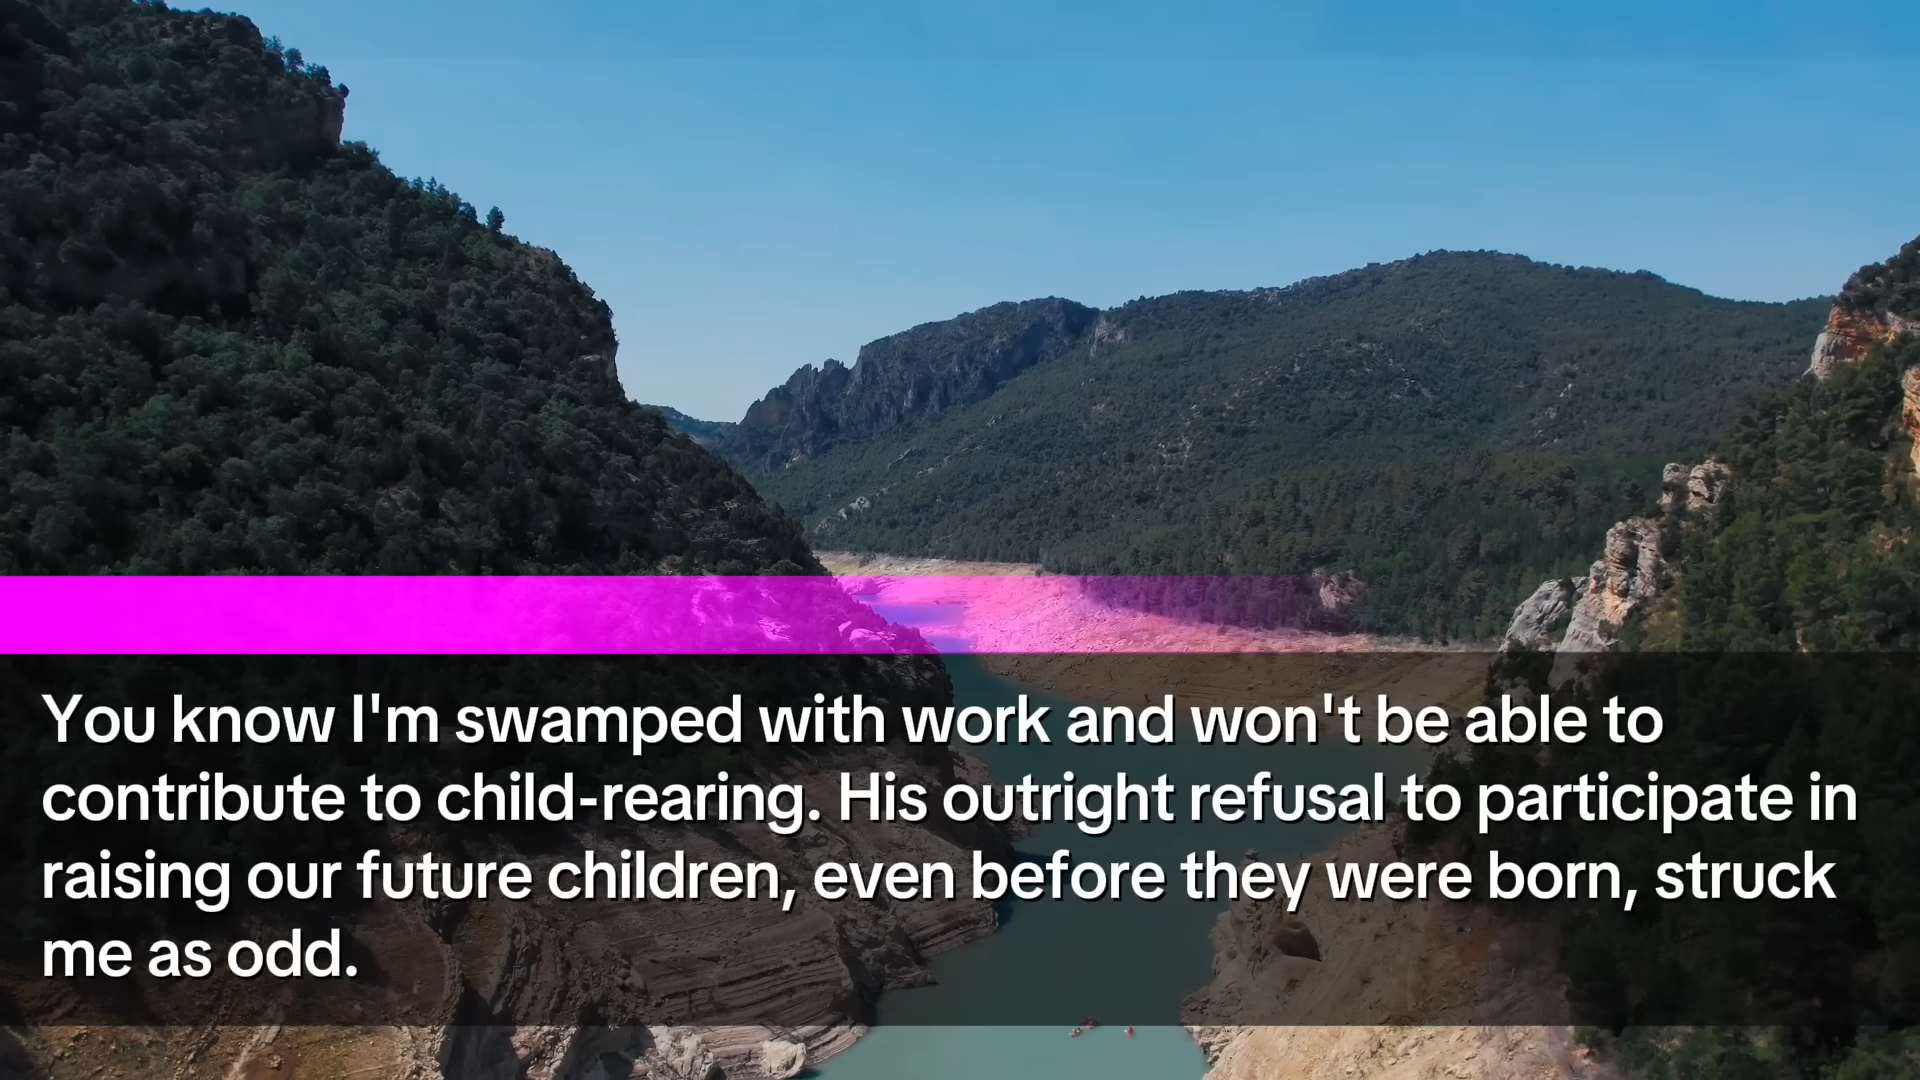 You know I'm swamped with work and won't be able to
contribute to child-rearing. His outright refusal to participate in
raising our future children, even before they were born, struck
me as odd.